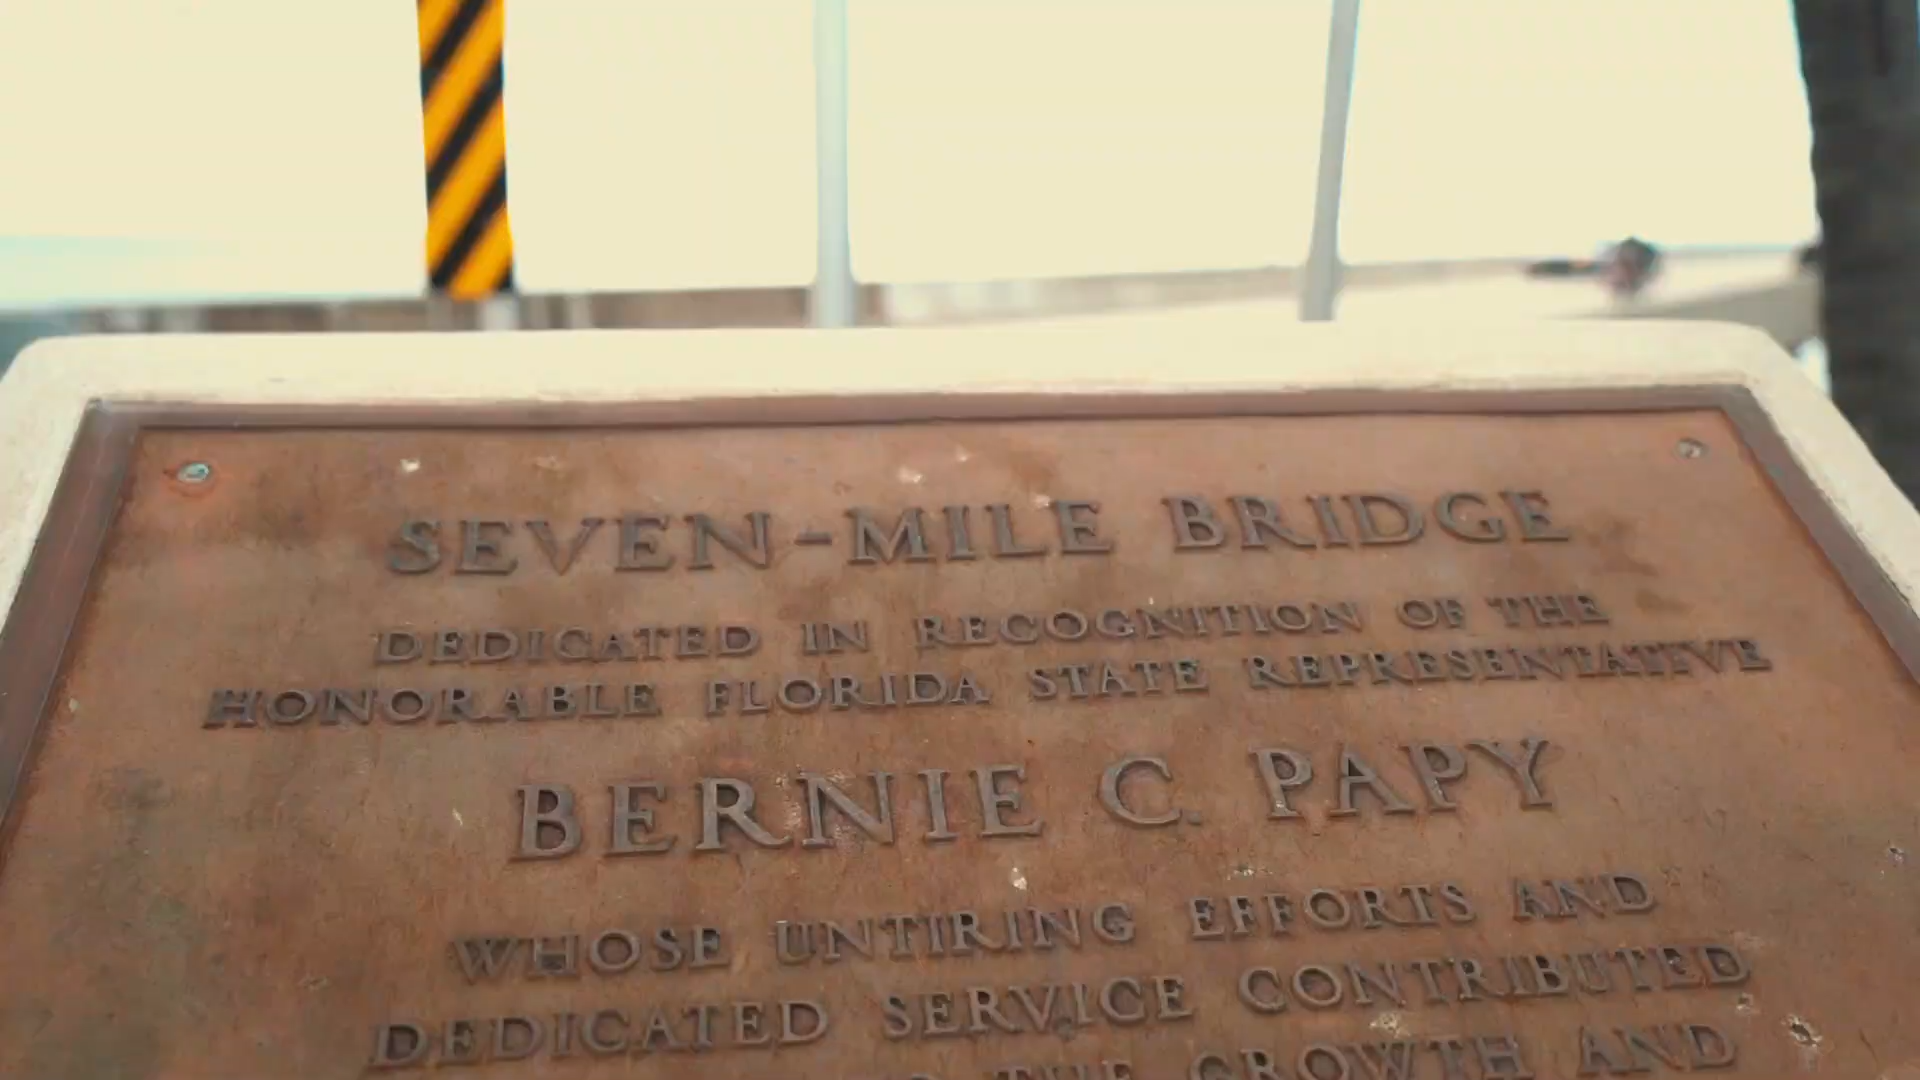 SEVEN-MILE BRIDGE
DEDICATED IN RECOGNITION OF THE
HONORABLE FLORIDA STATE REPRESENTATIVE
BERNIE C. PAPY
WHOSE UNTIRING EFFORTS AND
DEDICATED SERVICE CONTRIBUTED
THE GROWTH AND